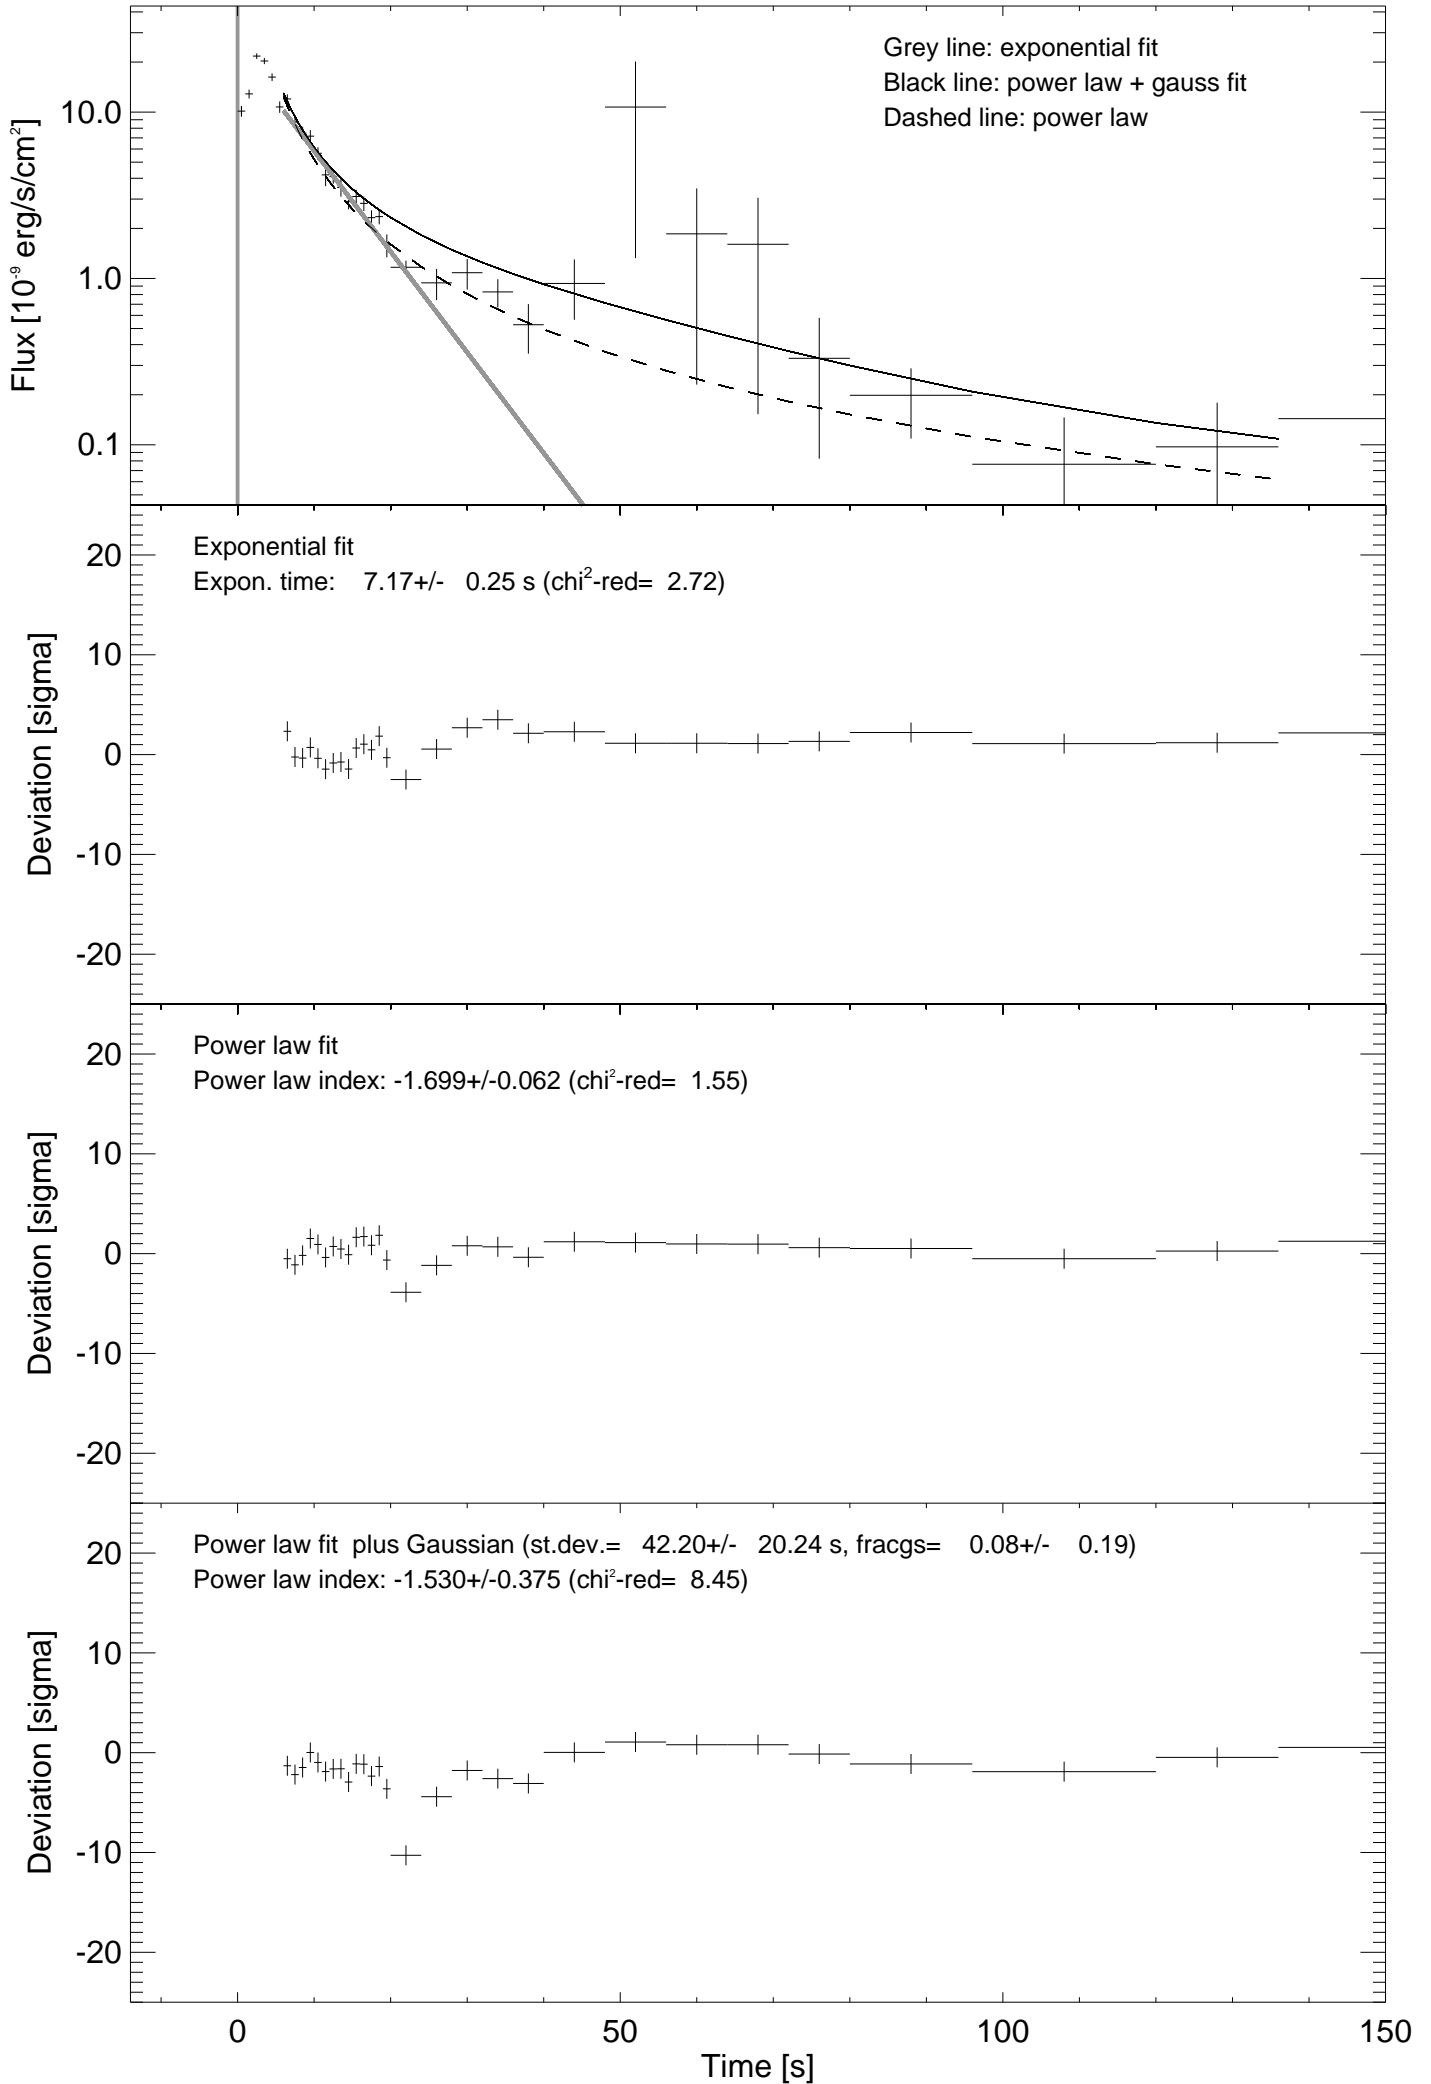 Grey line: exponential fit
Black line: power law + gauss fit
Dashed line: power law
10.0
1.0
0.1
Flux [10⁻⁹ erg/s/cm²]
Exponential fit
Expon. time: 7.17+/- 0.25 s (chi²-red= 2.72)
20
10
0
-10
-20
Deviation [sigma]
Power law fit
Power law index: -1.699+/-0.062 (chi²-red= 1.55)
20
10
0
-10
-20
Deviation [sigma]
Power law fit plus Gaussian (st.dev.= 42.20+/- 20.24 s, fracgs= 0.08+/- 0.19)
Power law index: -1.530+/-0.375 (chi²-red= 8.45)
20
10
0
-10
-20
Deviation [sigma]
0 50 100 150
Time [s]